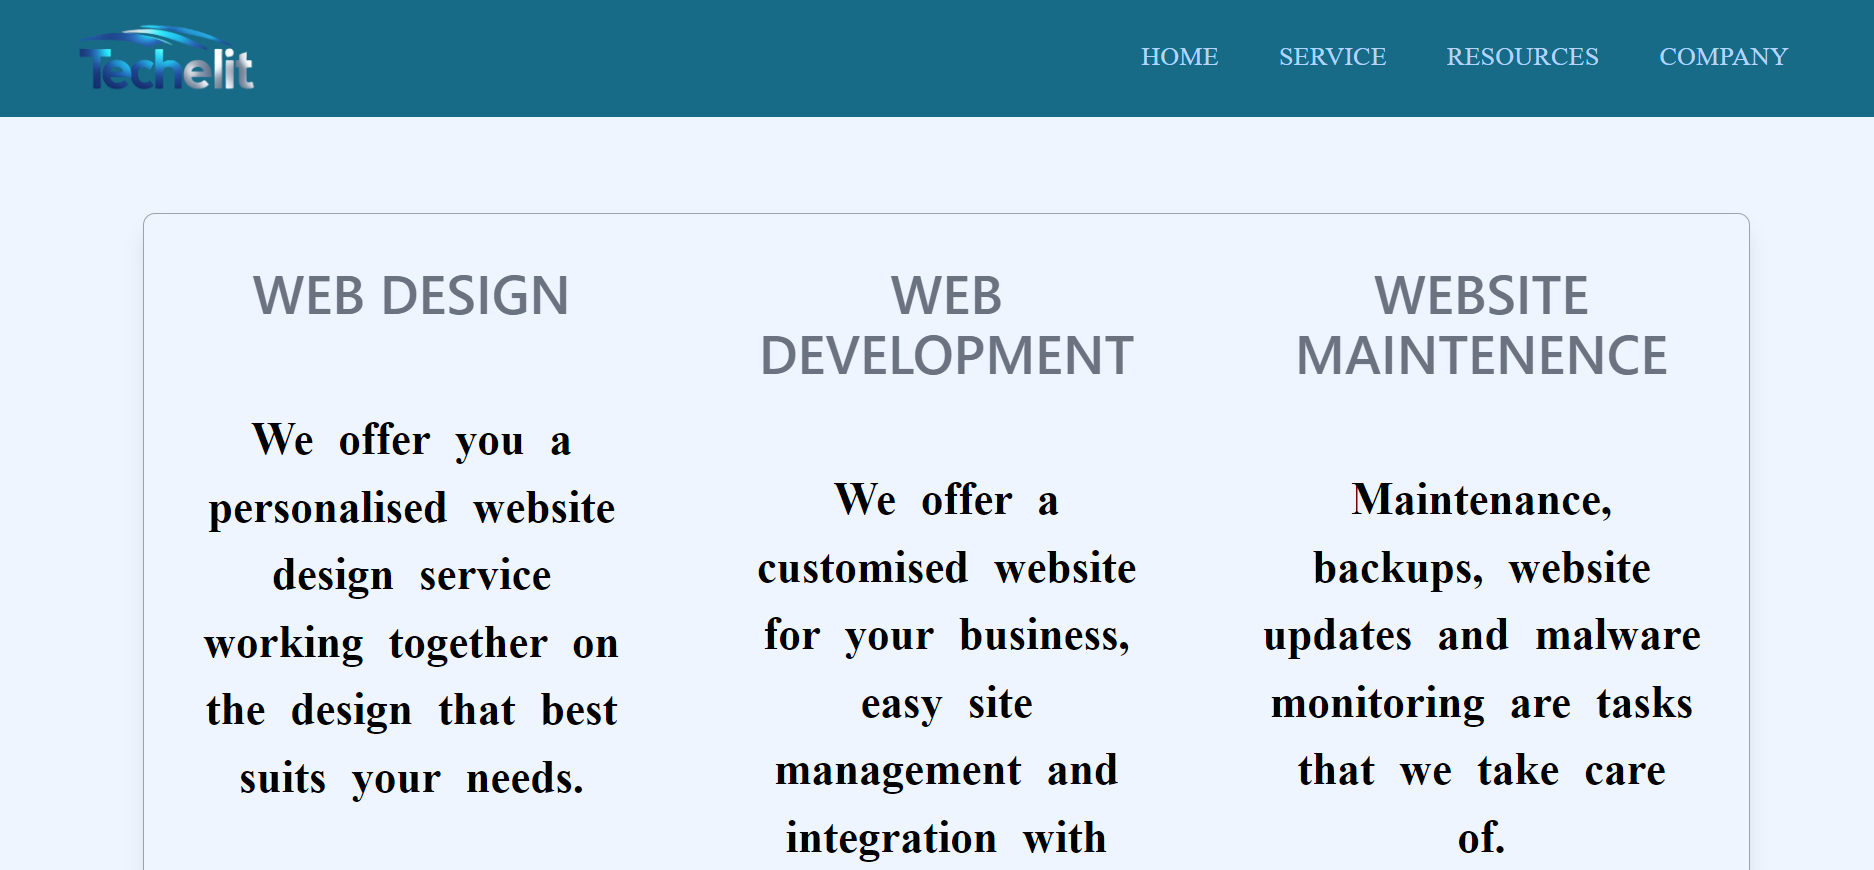 Techelit
HOME SERVICE RESOURCES COMPANY
WEB DESIGN
We offer you a
personalised website
design service
working together on
the design that best
suits your needs.
WEB
DEVELOPMENT
We offer a
customised website
for your business,
easy site
management and
integration with
WEBSITE
MAINTENENCE
Maintenance,
backups, website
updates and malware
monitoring are tasks
that we take care
of.